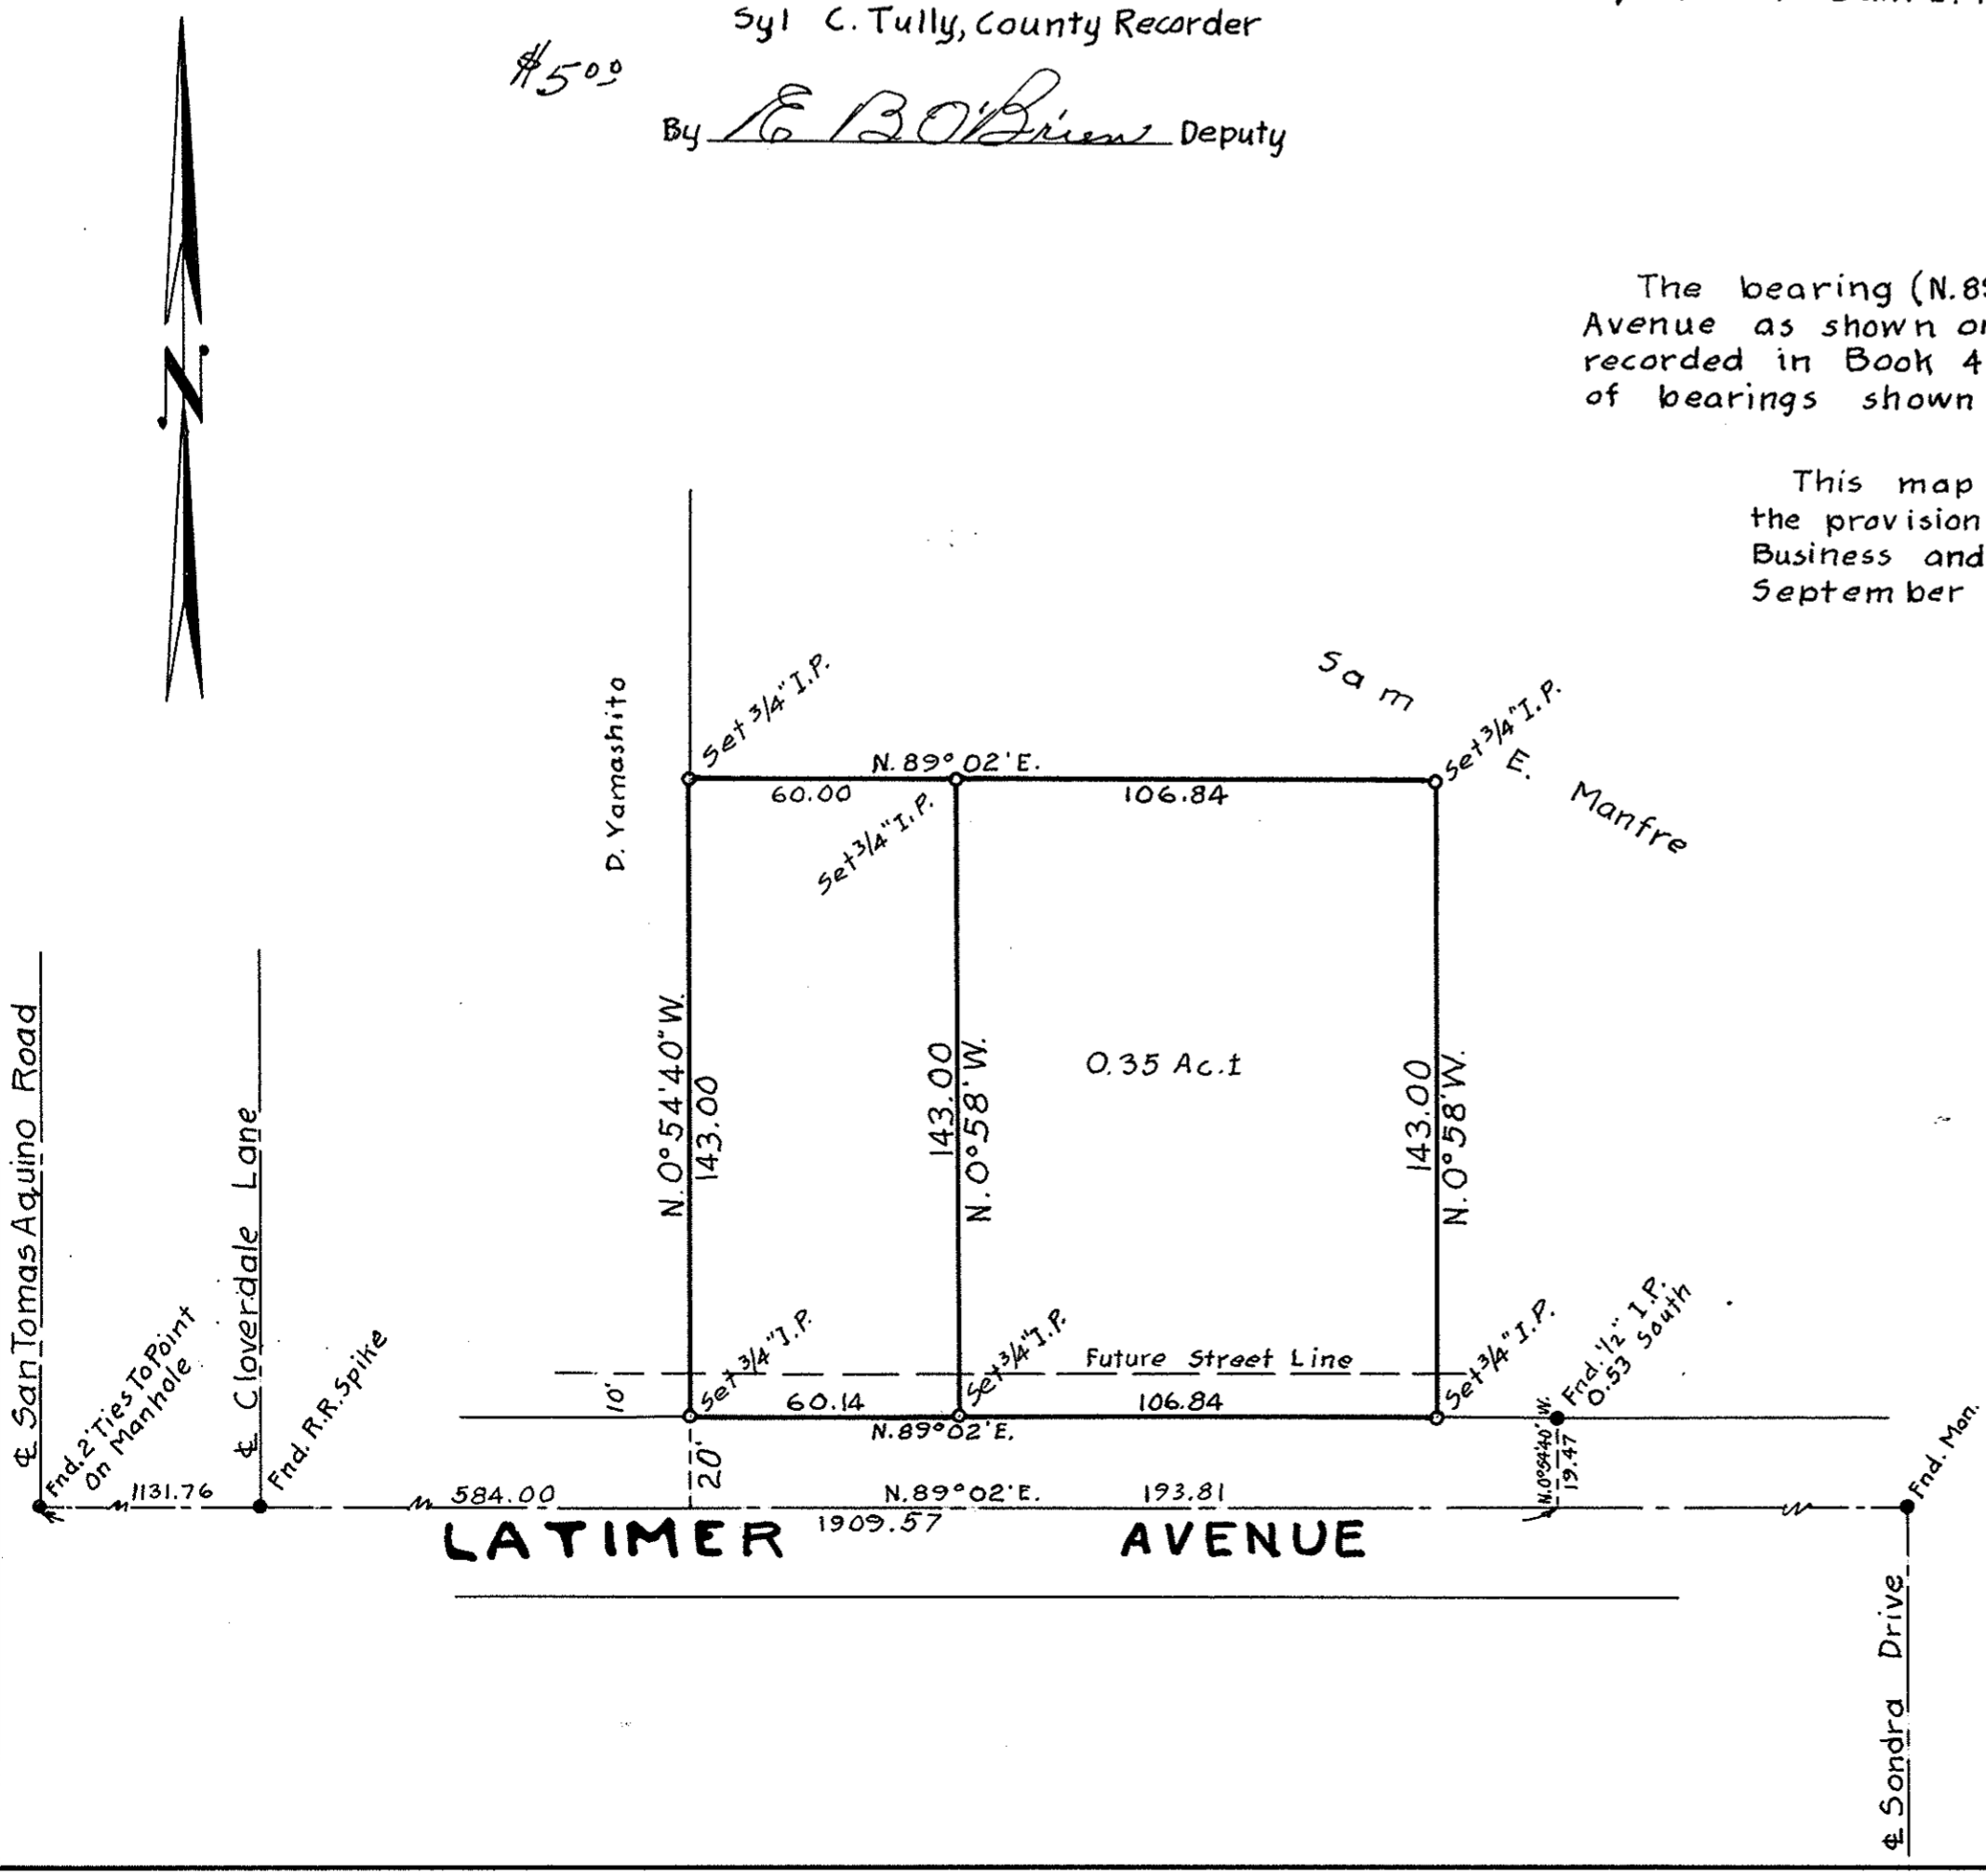 Syl C. Tully, County Recorder
$5.00
By E B O'Brien Deputy
N
The bearing (N.89
Avenue as shown on
recorded in Book 4
of bearings shown
This map
the provision
Business and
September
Sam E. Manfre
D. Yamashito
Set 3/4" I.P.
Set 3/4" I.P.
N. 89° 02' E.
60.00
106.84
Set 3/4" I.P.
N. 0° 54' 40" W.
143.00
143.00
N. 0° 58' W.
0.35 Ac.±
143.00
N. 0° 58' W.
℄ San Tomas Aquino Road
℄ Cloverdale Lane
Fnd. 2' Ties To Point
On Manhole
Fnd. R.R. Spike
Set 3/4" I.P.
Set 3/4" I.P.
Set 3/4" I.P.
Fnd. 1/2" I.P.
0.53 South
Future Street Line
10'
60.14
106.84
N. 89° 02' E.
20'
N. 0° 54' 40" W.
19.47
Fnd. Mon.
1131.76
584.00
N. 89° 02' E.
193.81
1909.57
LATIMER AVENUE
℄ Sondra Drive